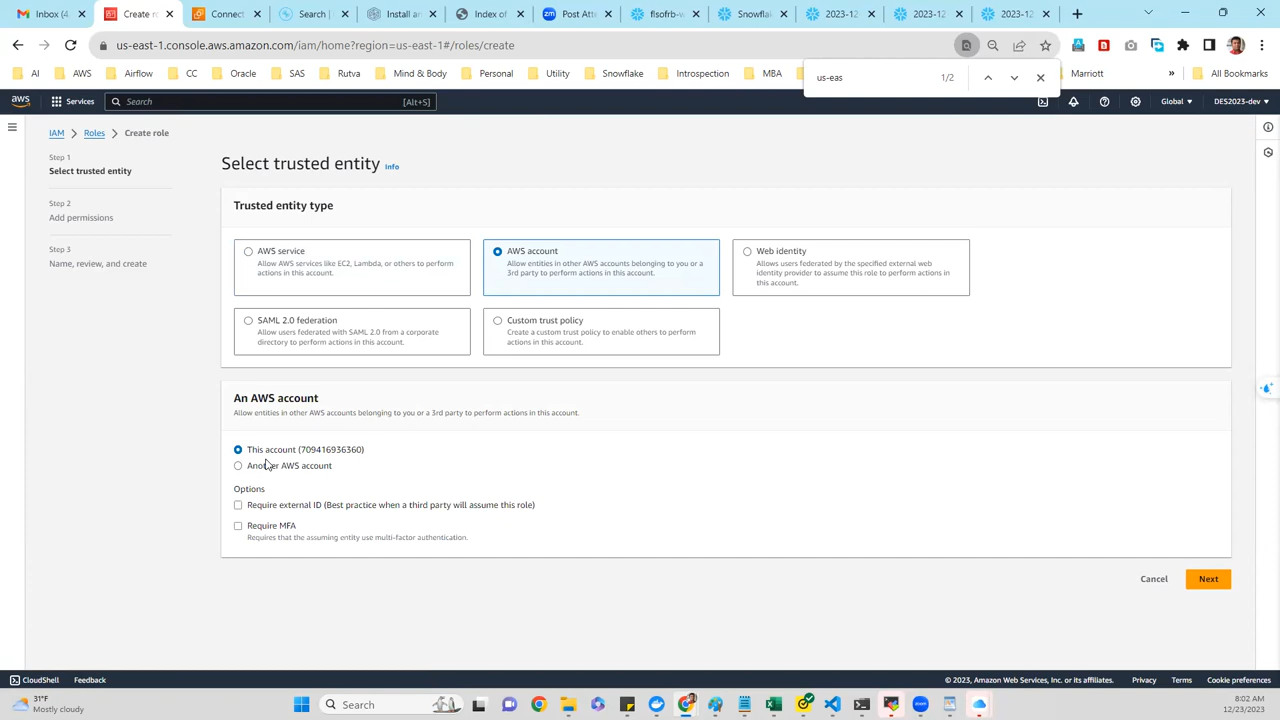 Inbox (4
Create ro
Connect
Search |
Install an
Index of
Post Atte
flsofrb-w
Snowflak
2023-12
2023-12
2023-12
us-east-1.console.aws.amazon.com/iam/home?region=us-east-1#/roles/create
AI AWS Airflow CC Oracle SAS Rutva Mind & Body Personal Utility Snowflake Introspection MBA Marriott » All Bookmarks
us-eas 1/2
aws Services Search [Alt+S] Global DES2023-dev
IAM > Roles > Create role
Step 1
Select trusted entity
Step 2
Add permissions
Step 3
Name, review, and create
Select trusted entity Info
Trusted entity type
AWS service
Allow AWS services like EC2, Lambda, or others to perform
actions in this account.
AWS account
Allow entities in other AWS accounts belonging to you or a
3rd party to perform actions in this account.
Web identity
Allows users federated by the specified external web
identity provider to assume this role to perform actions in
this account.
SAML 2.0 federation
Allow users federated with SAML 2.0 from a corporate
directory to perform actions in this account.
Custom trust policy
Create a custom trust policy to enable others to perform
actions in this account.
An AWS account
Allow entities in other AWS accounts belonging to you or a 3rd party to perform actions in this account.
This account (709416936360)
Another AWS account
Options
Require external ID (Best practice when a third party will assume this role)
Require MFA
Requires that the assuming entity use multi-factor authentication.
Cancel Next
CloudShell Feedback © 2023, Amazon Web Services, Inc. or its affiliates. Privacy Terms Cookie preferences
31°F
Mostly cloudy
Search
8:02 AM
12/23/2023